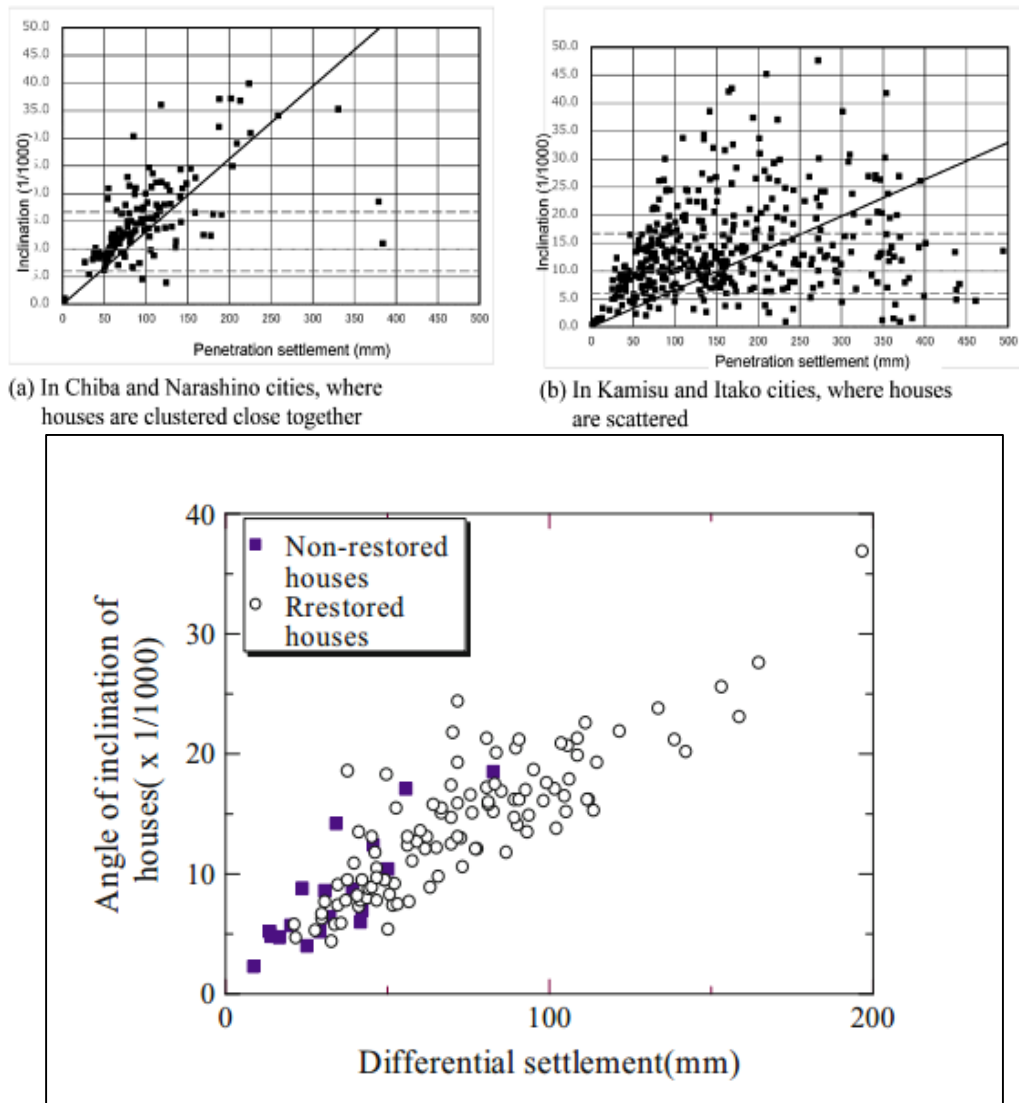 50.0
45.0
40.0
35.0
0.0
5.0
0.0
5.0
0.0
5.0
0.0
Inclination (1/1000)
0 50 100 150 200 250 300 350 400 450 500
Penetration settlement (mm)
(a) In Chiba and Narashino cities, where
houses are clustered close together
50.0
45.0
40.0
35.0
30.0
25.0
20.0
15.0
10.0
5.0
0.0
Inclination (1/1000)
0 50 100 150 200 250 300 350 400 450 500
Penetration settlement (mm)
(b) In Kamisu and Itako cities, where houses
are scattered
40
30
20
10
0
Angle of inclination of
houses( x 1/1000)
Non-restored
houses
Rrestored
houses
0 100 200
Differential settlement(mm)